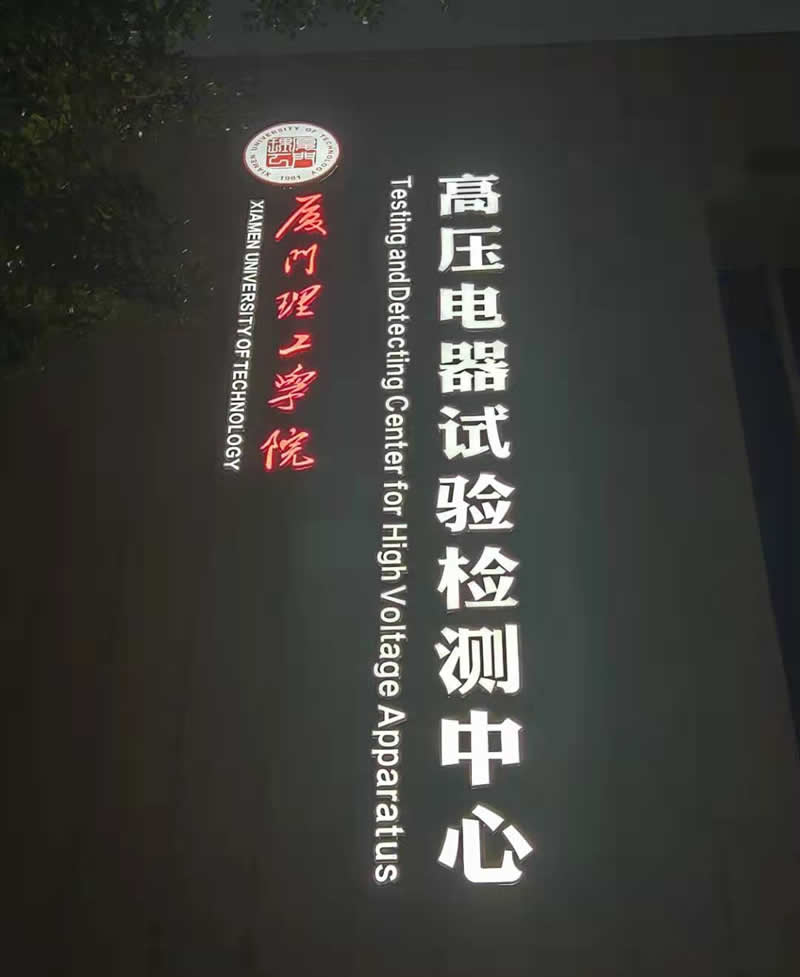 高压电器试验检测中心
Testing and Detecting Center for High Voltage Apparatus
XIAMEN UNIVERSITY OF TECHNOLOGY
1981
厦门理工学院
XIAMEN UNIVERSITY OF TECHNOLOGY